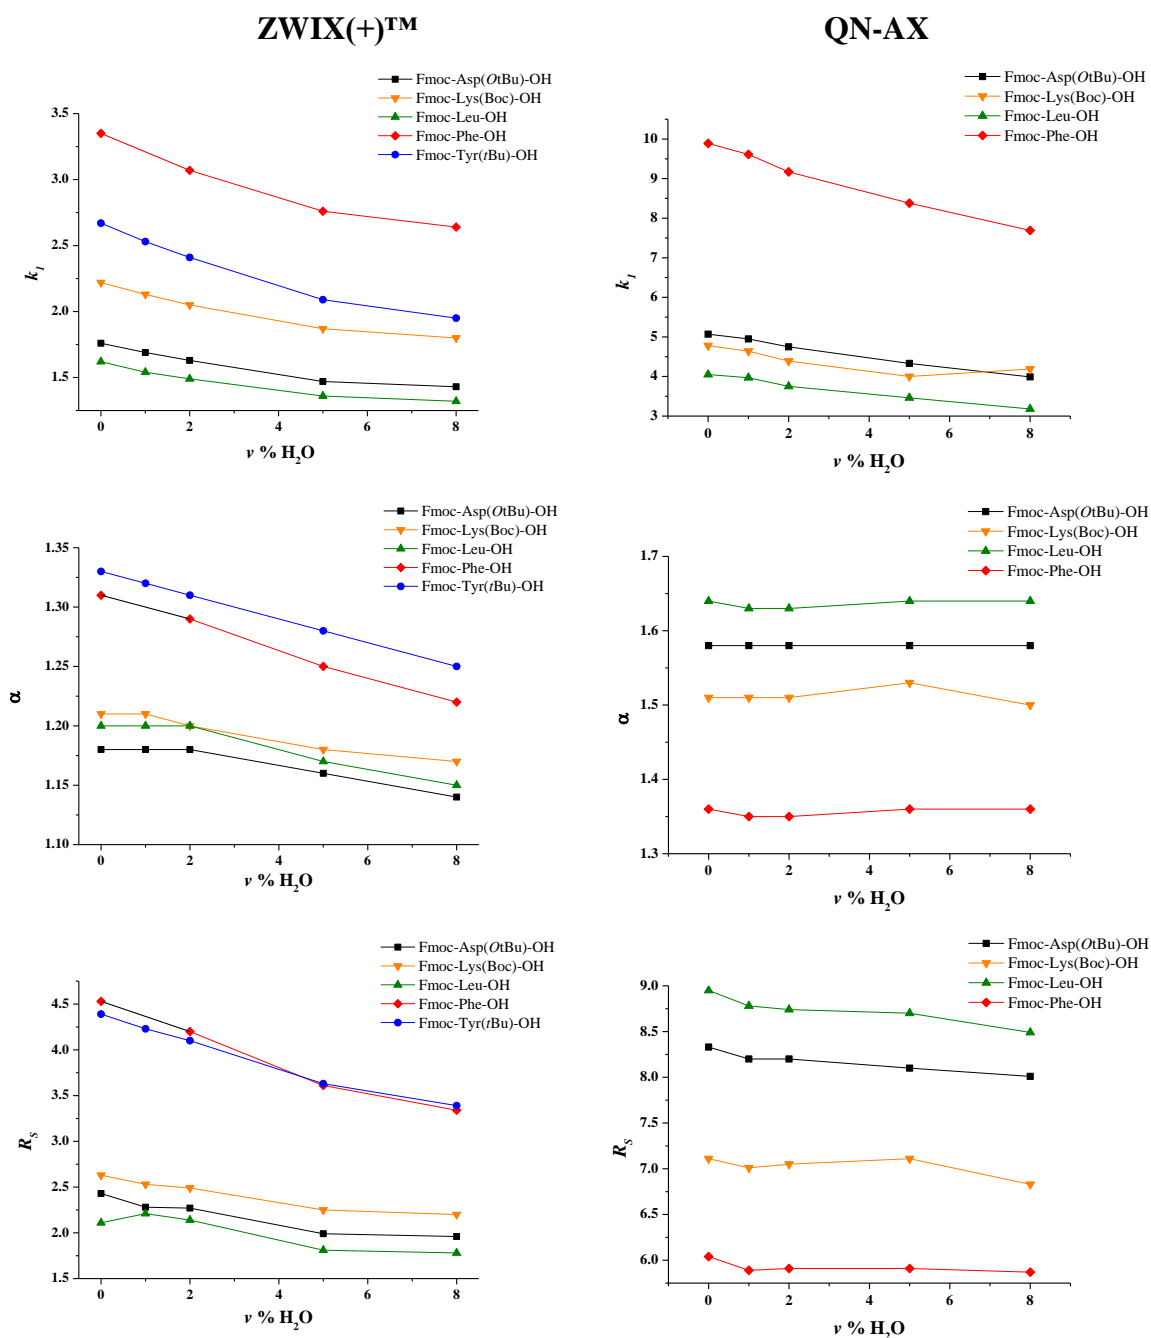 ZWIX(+)™ QN-AX
Fmoc-Asp(OtBu)-OH
Fmoc-Lys(Boc)-OH
Fmoc-Leu-OH
Fmoc-Phe-OH
Fmoc-Tyr(tBu)-OH
3.5
3.0
2.5
2.0
1.5
k1
0 2 4 6 8
v % H2O
Fmoc-Asp(OtBu)-OH
Fmoc-Lys(Boc)-OH
Fmoc-Leu-OH
Fmoc-Phe-OH
10
9
8
7
6
5
4
3
k1
0 2 4 6 8
v % H2O
Fmoc-Asp(OtBu)-OH
Fmoc-Lys(Boc)-OH
Fmoc-Leu-OH
Fmoc-Phe-OH
Fmoc-Tyr(tBu)-OH
1.35
1.30
1.25
1.20
1.15
1.10
α
0 2 4 6 8
v % H2O
Fmoc-Asp(OtBu)-OH
Fmoc-Lys(Boc)-OH
Fmoc-Leu-OH
Fmoc-Phe-OH
1.7
1.6
1.5
1.4
1.3
α
0 2 4 6 8
v % H2O
Fmoc-Asp(OtBu)-OH
Fmoc-Lys(Boc)-OH
Fmoc-Leu-OH
Fmoc-Phe-OH
Fmoc-Tyr(tBu)-OH
4.5
4.0
3.5
3.0
2.5
2.0
1.5
RS
0 2 4 6 8
v % H2O
Fmoc-Asp(OtBu)-OH
Fmoc-Lys(Boc)-OH
Fmoc-Leu-OH
Fmoc-Phe-OH
9.0
8.5
8.0
7.5
7.0
6.5
6.0
RS
0 2 4 6 8
v % H2O